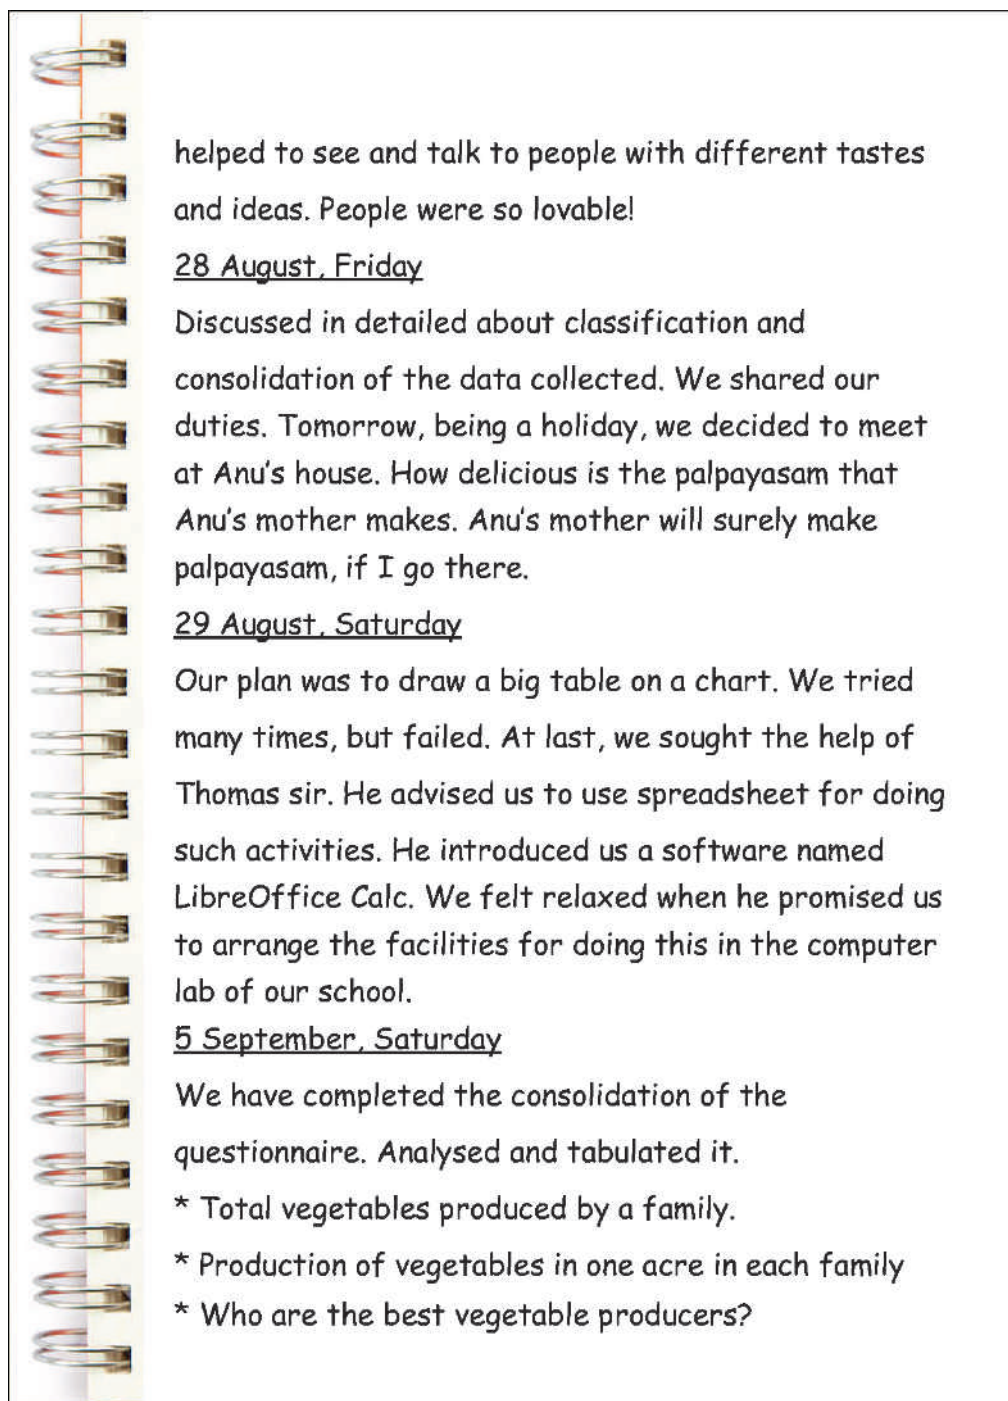 helped to see and talk to people with different tastes
and ideas. People were so lovable!
28 August, Friday
Discussed in detailed about classification and
consolidation of the data collected. We shared our
duties. Tomorrow, being a holiday, we decided to meet
at Anu's house. How delicious is the palpayasam that
Anu's mother makes. Anu's mother will surely make
palpayasam, if I go there.
29 August, Saturday
Our plan was to draw a big table on a chart. We tried
many times, but failed. At last, we sought the help of
Thomas sir. He advised us to use spreadsheet for doing
such activities. He introduced us a software named
LibreOffice Calc. We felt relaxed when he promised us
to arrange the facilities for doing this in the computer
lab of our school.
5 September, Saturday
We have completed the consolidation of the
questionnaire. Analysed and tabulated it.
* Total vegetables produced by a family.
* Production of vegetables in one acre in each family
* Who are the best vegetable producers?